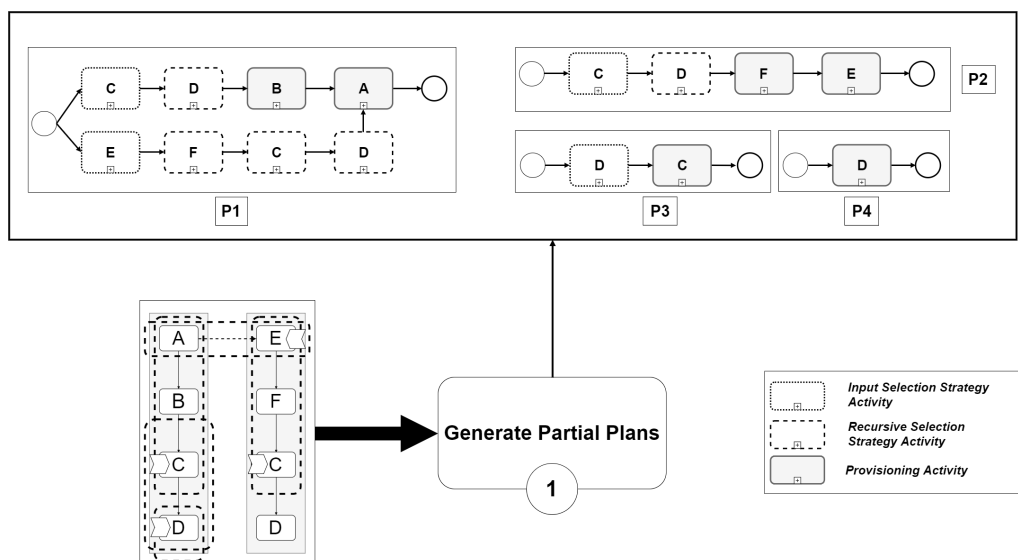 C
D
B
A
E
F
C
D
P1
C
D
F
E
P2
D
C
P3
D
P4
A
E
B
F
C
C
D
D
Generate Partial Plans
1
Input Selection Strategy
Activity
Recursive Selection
Strategy Activity
Provisioning Activity